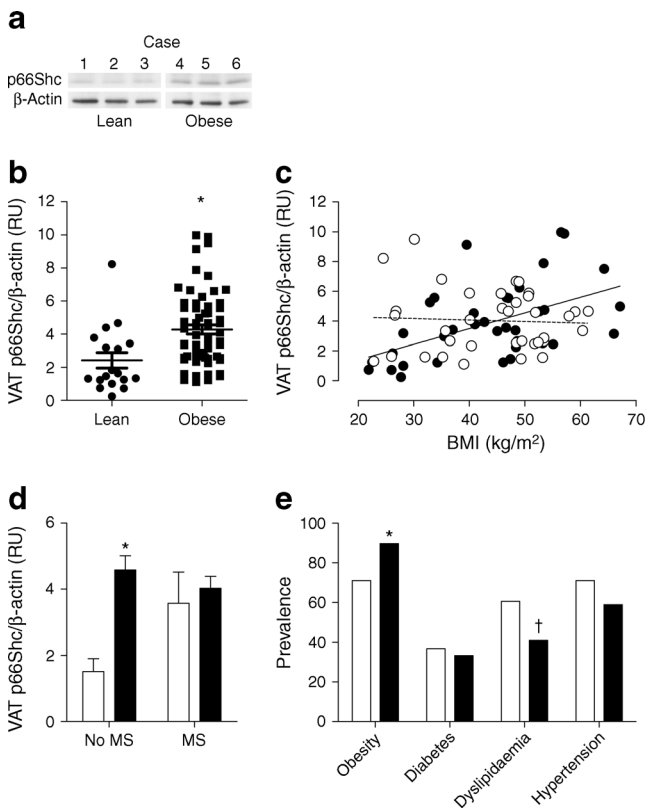 a
Case
1 2 3 4 5 6
p66Shc
β-Actin
Lean Obese
b
VAT p66Shc/β-actin (RU)
12
10
8
6
4
2
0
*
Lean Obese
c
VAT p66Shc/β-actin (RU)
12
10
8
6
4
2
0
20 30 40 50 60 70
BMI (kg/m²)
d
VAT p66Shc/β-actin (RU)
6
4
2
0
*
No MS MS
e
Prevalence
100
80
60
40
20
0
*
†
Obesity
Diabetes
Dyslipidaemia
Hypertension